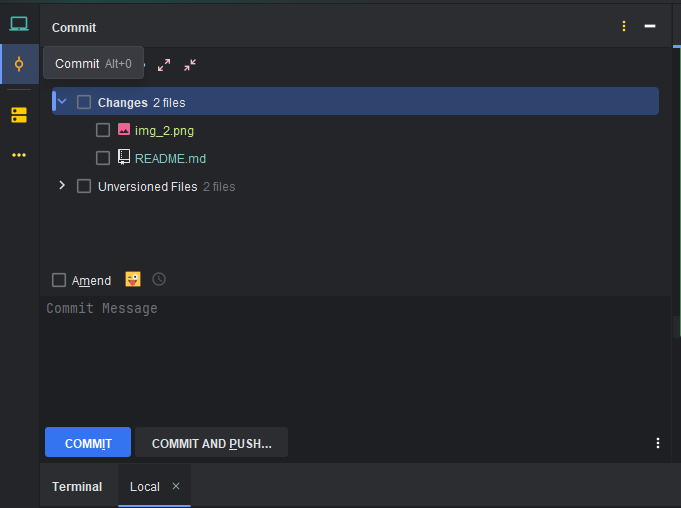 Commit
Commit Alt+0
Changes 2 files
img_2.png
README.md
Unversioned Files 2 files
Amend
Commit Message
COMMIT
COMMIT AND PUSH...
Terminal
Local